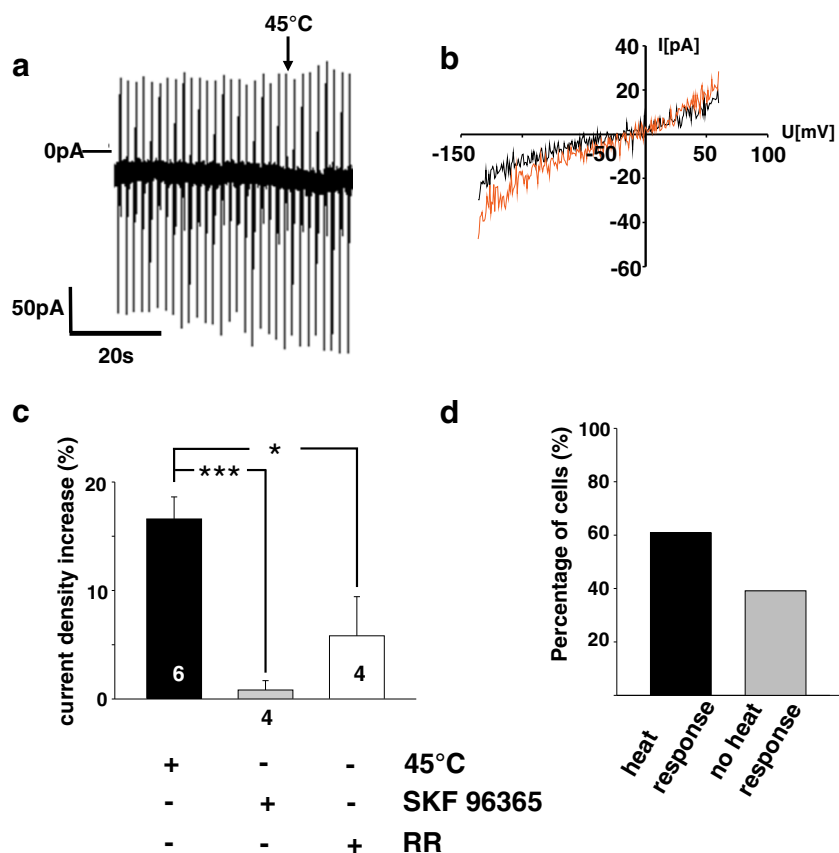 a
45°C
0pA
50pA
20s
b
I[pA]
40
20
U[mV]
-150
-50
50
100
-20
-40
-60
c
current density increase (%)
20
10
0
*
***
6
4
4
+ - - 45°C
- + - SKF 96365
- - + RR
d
Percentage of cells (%)
100
80
60
40
20
heat response
no heat response